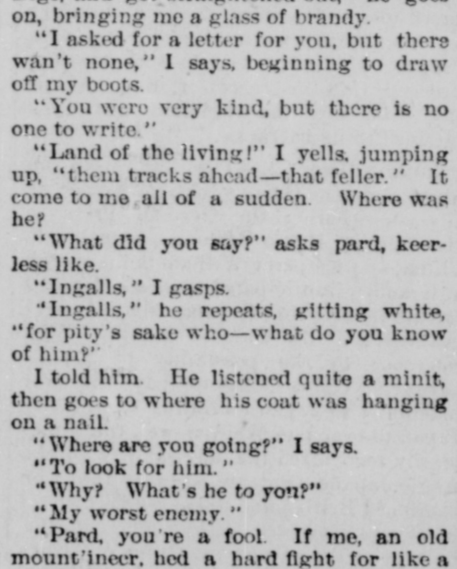 on, bringing me a glass of brandy.
"I asked for a letter for you, but there
wan't none," I says, beginning to draw
off my boots.
"You were very kind, but there is no
one to write."
"Land of the living!" I yells, jumping
up, "them tracks ahead—that feller." It
come to me all of a sudden. Where was
he?
"What did you say?" asks pard, keer-
less like.
"Ingalls," I gasps.
"Ingalls," he repeats, gitting white,
"for pity's sake who—what do you know
of him?"
I told him. He listened quite a minit,
then goes to where his coat was hanging
on a nail.
"Where are you going?" I says.
"To look for him."
"Why? What's he to you?"
"My worst enemy."
"Pard, you're a fool. If me, an old
mount'ineer, hed a hard fight for like a